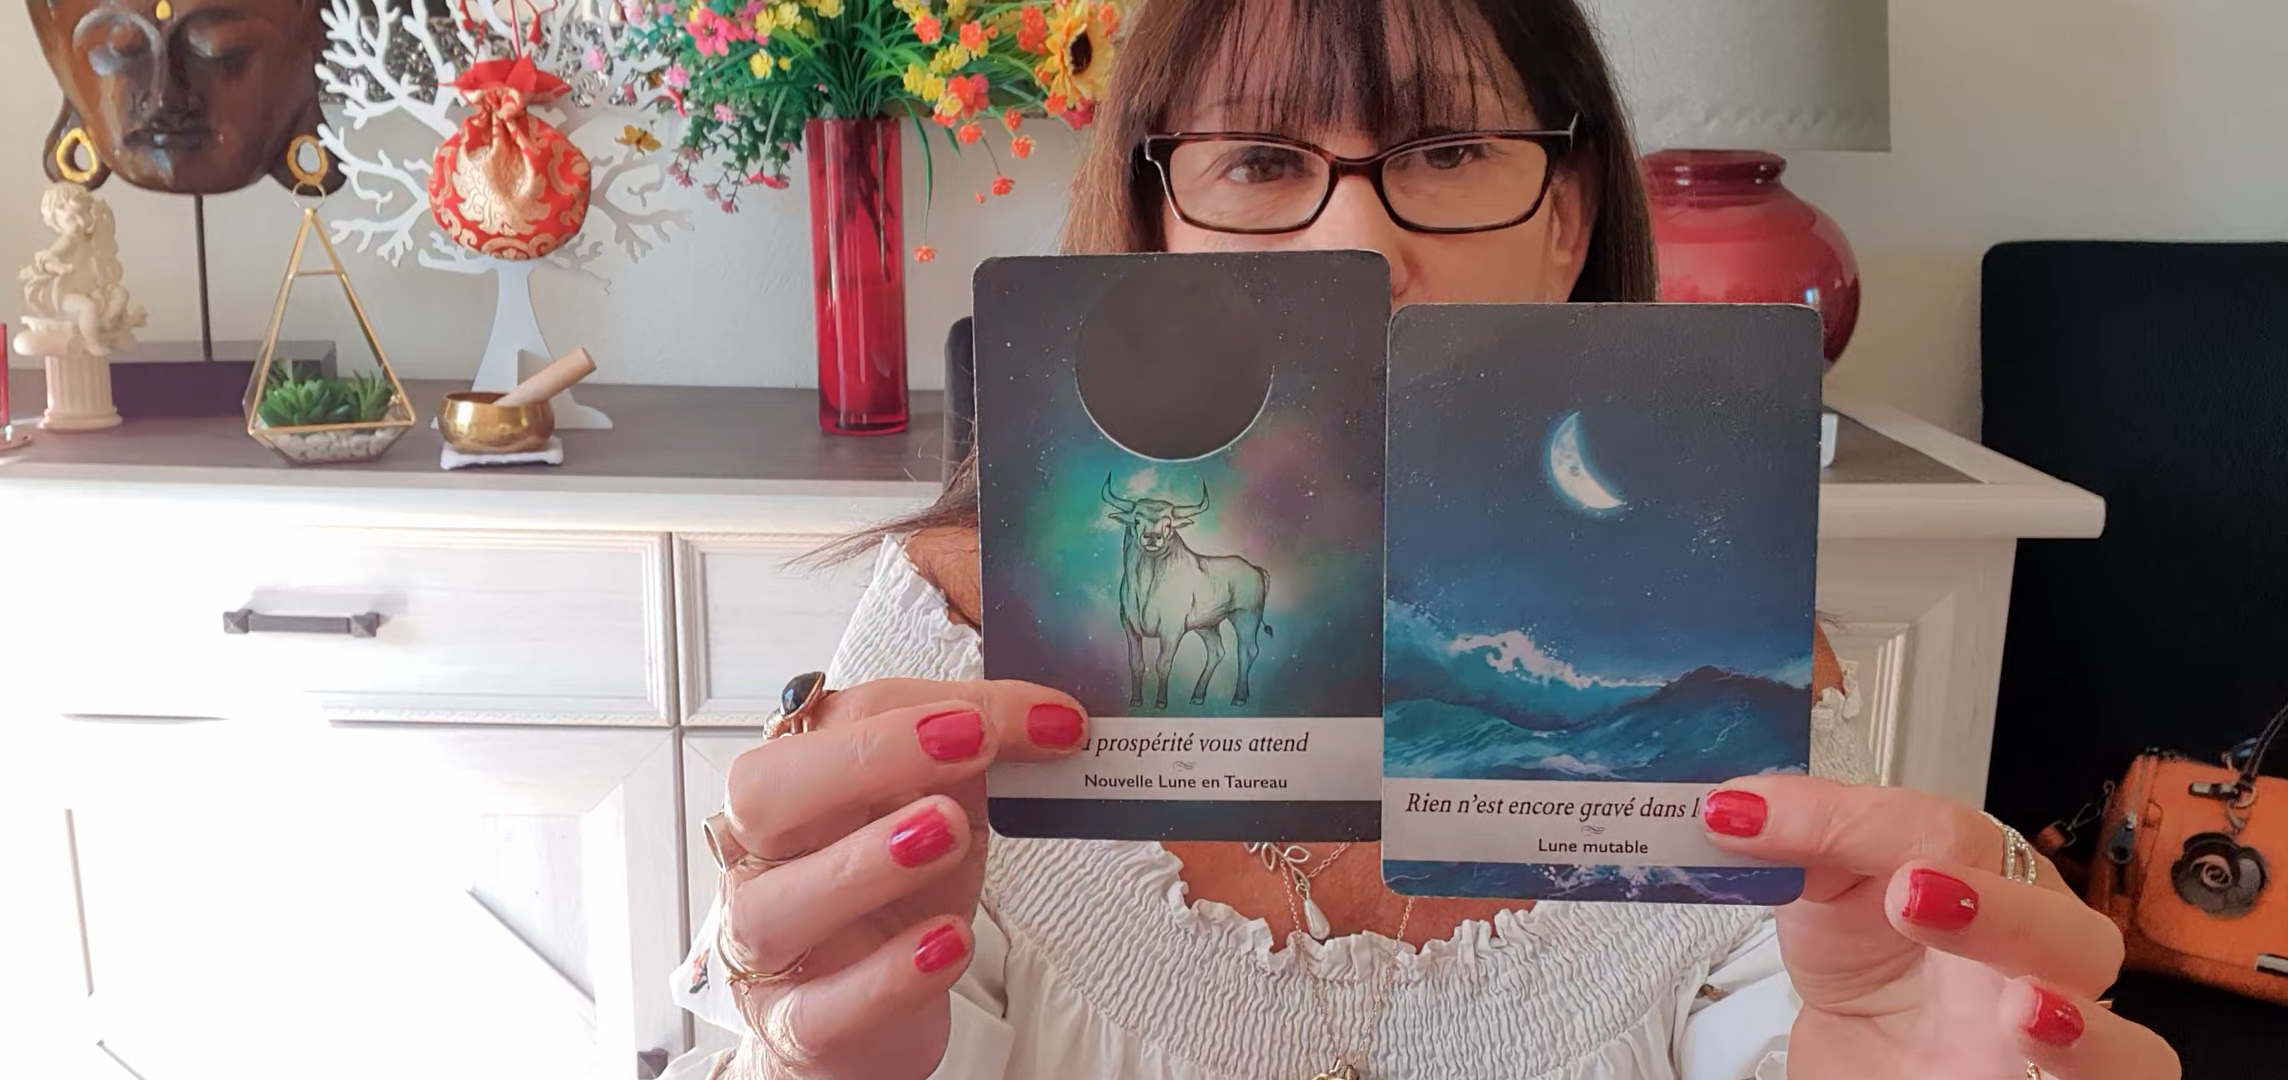 prospérité vous attend
Nouvelle Lune en Taureau
Rien n'est encore gravé dans
Lune mutable